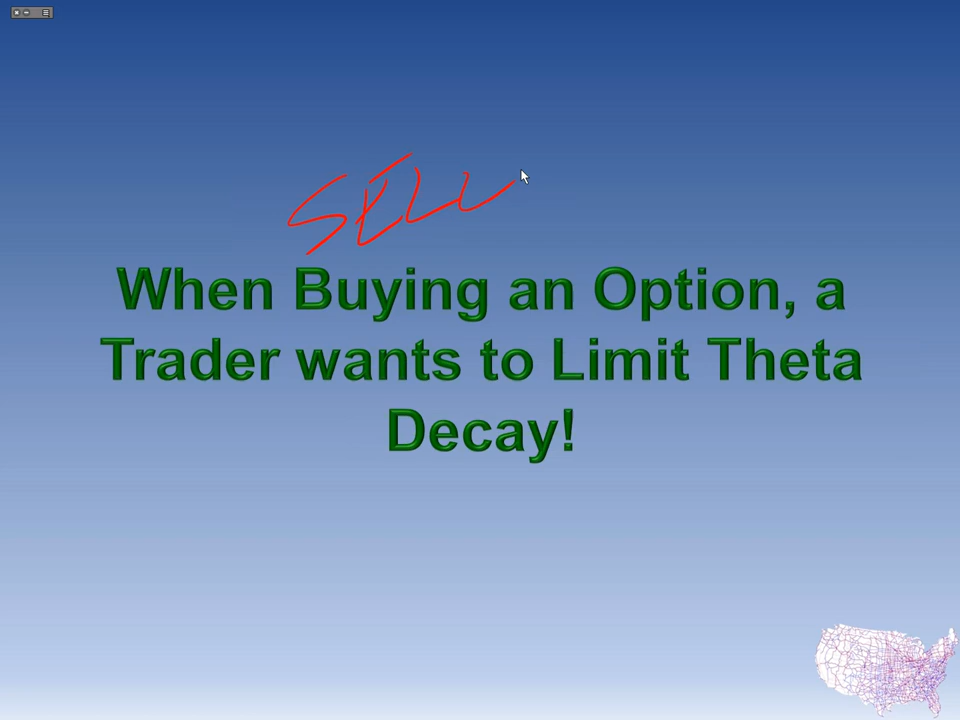 SELL
When Buying an Option, a
Trader wants to Limit Theta
Decay!